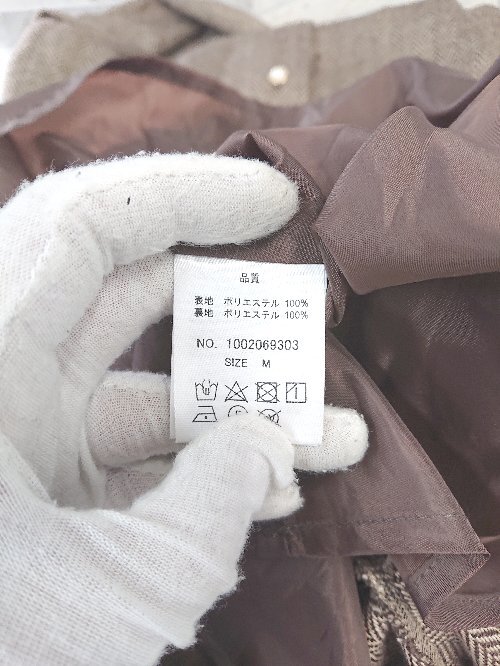 品質
表地 ポリエステル 100%
裏地 ポリエステル 100%
NO. 1002069303
SIZE M